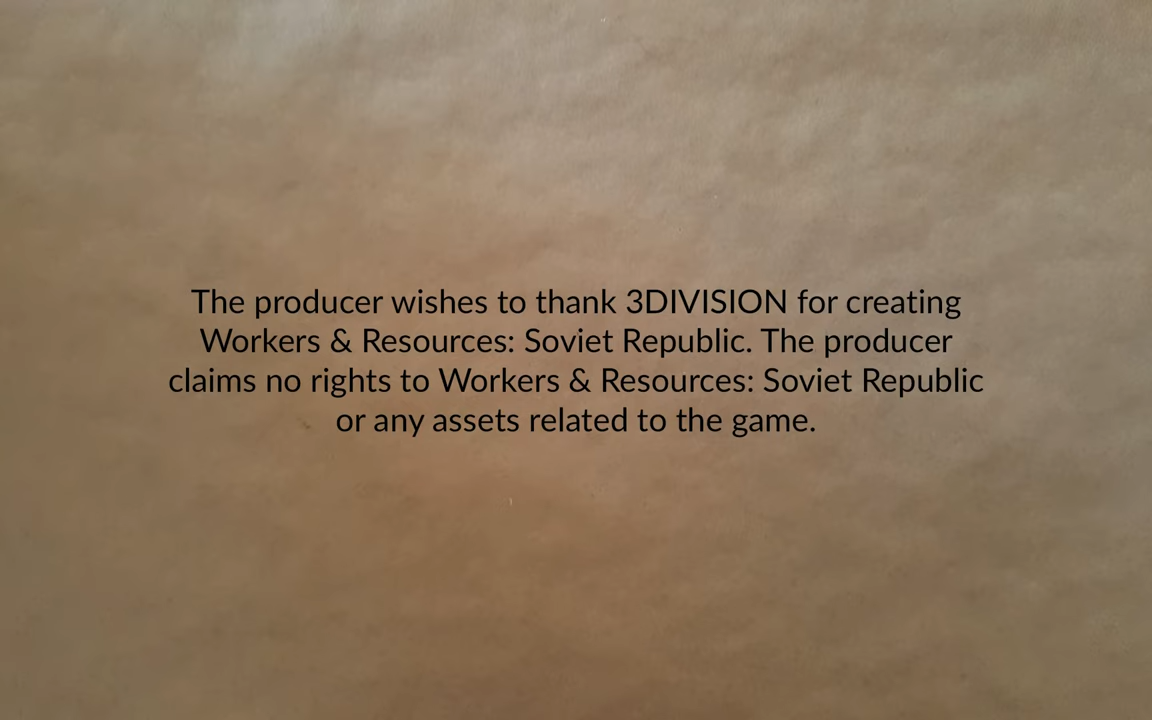 The producer wishes to thank 3DIVISION for creating
Workers & Resources: Soviet Republic. The producer
claims no rights to Workers & Resources: Soviet Republic
or any assets related to the game.